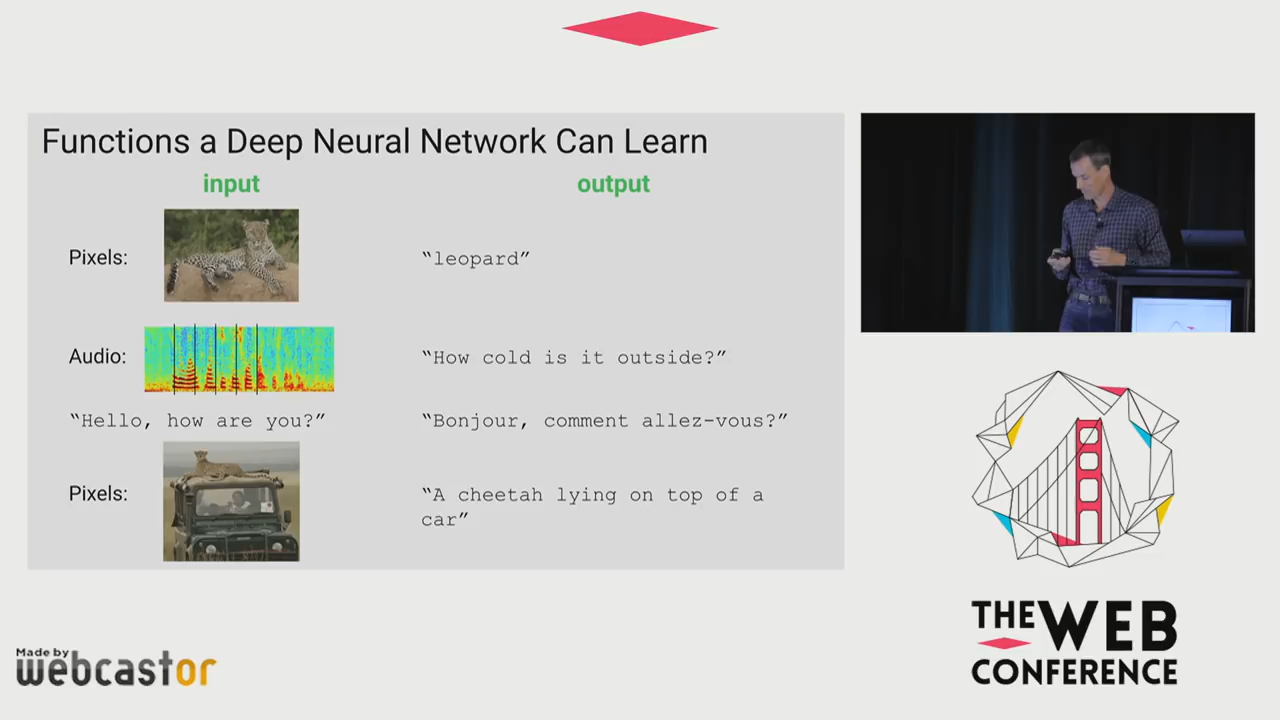 Functions a Deep Neural Network Can Learn
input
output
Pixels:
“leopard”
Audio:
“How cold is it outside?”
“Hello, how are you?”
“Bonjour, comment allez-vous?”
Pixels:
“A cheetah lying on top of a
car”
Made by
webcastor
THE WEB
CONFERENCE